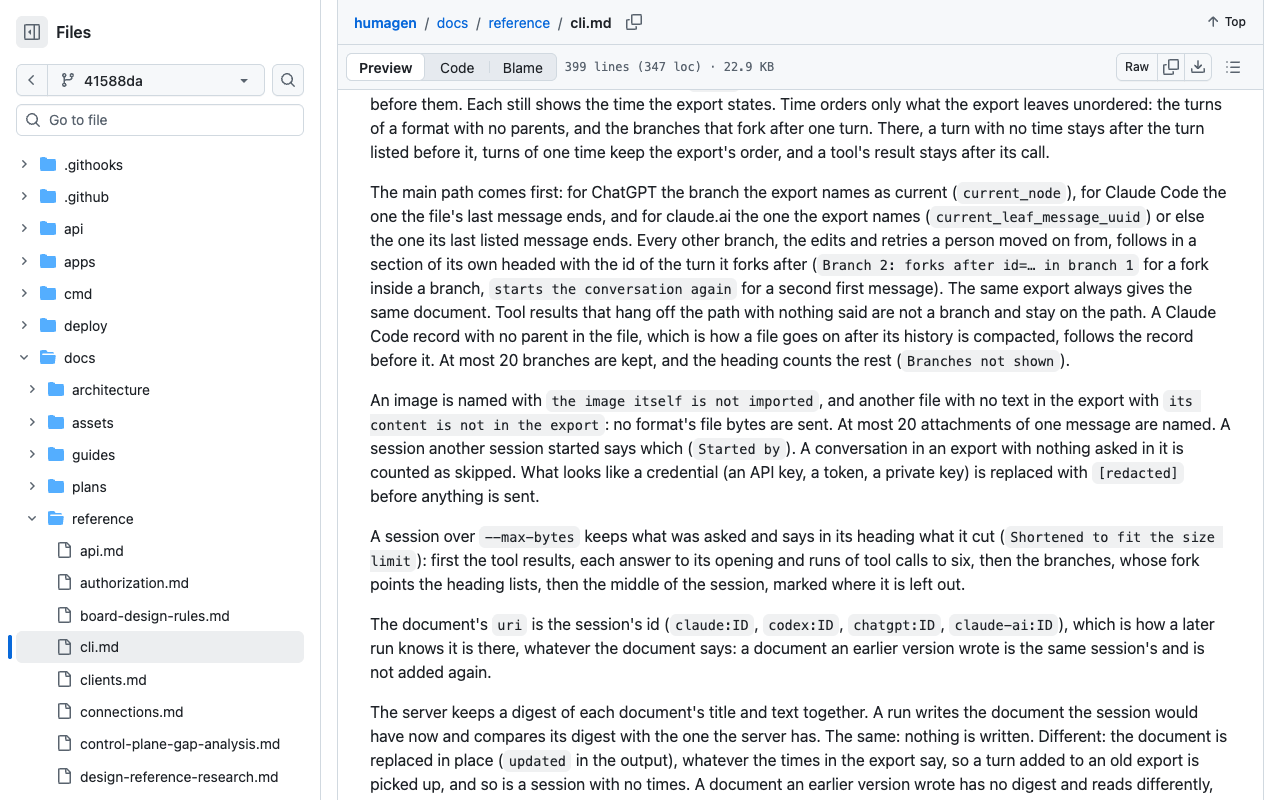 Files
humagen / docs / reference / cli.md
Top
41588da
Go to file
.githooks
.github
api
apps
cmd
deploy
docs
architecture
assets
guides
plans
reference
api.md
authorization.md
board-design-rules.md
cli.md
clients.md
connections.md
control-plane-gap-analysis.md
design-reference-research.md
Preview Code Blame 399 lines (347 loc) · 22.9 KB Raw
before them. Each still shows the time the export states. Time orders only what the export leaves unordered: the turns
of a format with no parents, and the branches that fork after one turn. There, a turn with no time stays after the turn
listed before it, turns of one time keep the export's order, and a tool's result stays after its call.
The main path comes first: for ChatGPT the branch the export names as current ( current_node ), for Claude Code the
one the file's last message ends, and for claude.ai the one the export names ( current_leaf_message_uuid ) or else
the one its last listed message ends. Every other branch, the edits and retries a person moved on from, follows in a
section of its own headed with the id of the turn it forks after ( Branch 2: forks after id=… in branch 1 for a fork
inside a branch, starts the conversation again for a second first message). The same export always gives the
same document. Tool results that hang off the path with nothing said are not a branch and stay on the path. A Claude
Code record with no parent in the file, which is how a file goes on after its history is compacted, follows the record
before it. At most 20 branches are kept, and the heading counts the rest ( Branches not shown ).
An image is named with the image itself is not imported , and another file with no text in the export with its
content is not in the export : no format's file bytes are sent. At most 20 attachments of one message are named. A
session another session started says which ( Started by ). A conversation in an export with nothing asked in it is
counted as skipped. What looks like a credential (an API key, a token, a private key) is replaced with [redacted]
before anything is sent.
A session over --max-bytes keeps what was asked and says in its heading what it cut ( Shortened to fit the size
limit ): first the tool results, each answer to its opening and runs of tool calls to six, then the branches, whose fork
points the heading lists, then the middle of the session, marked where it is left out.
The document's uri is the session's id ( claude:ID , codex:ID , chatgpt:ID , claude-ai:ID ), which is how a later
run knows it is there, whatever the document says: a document an earlier version wrote is the same session's and is
not added again.
The server keeps a digest of each document's title and text together. A run writes the document the session would
have now and compares its digest with the one the server has. The same: nothing is written. Different: the document is
replaced in place ( updated in the output), whatever the times in the export say, so a turn added to an old export is
picked up, and so is a session with no times. A document an earlier version wrote has no digest and reads differently,